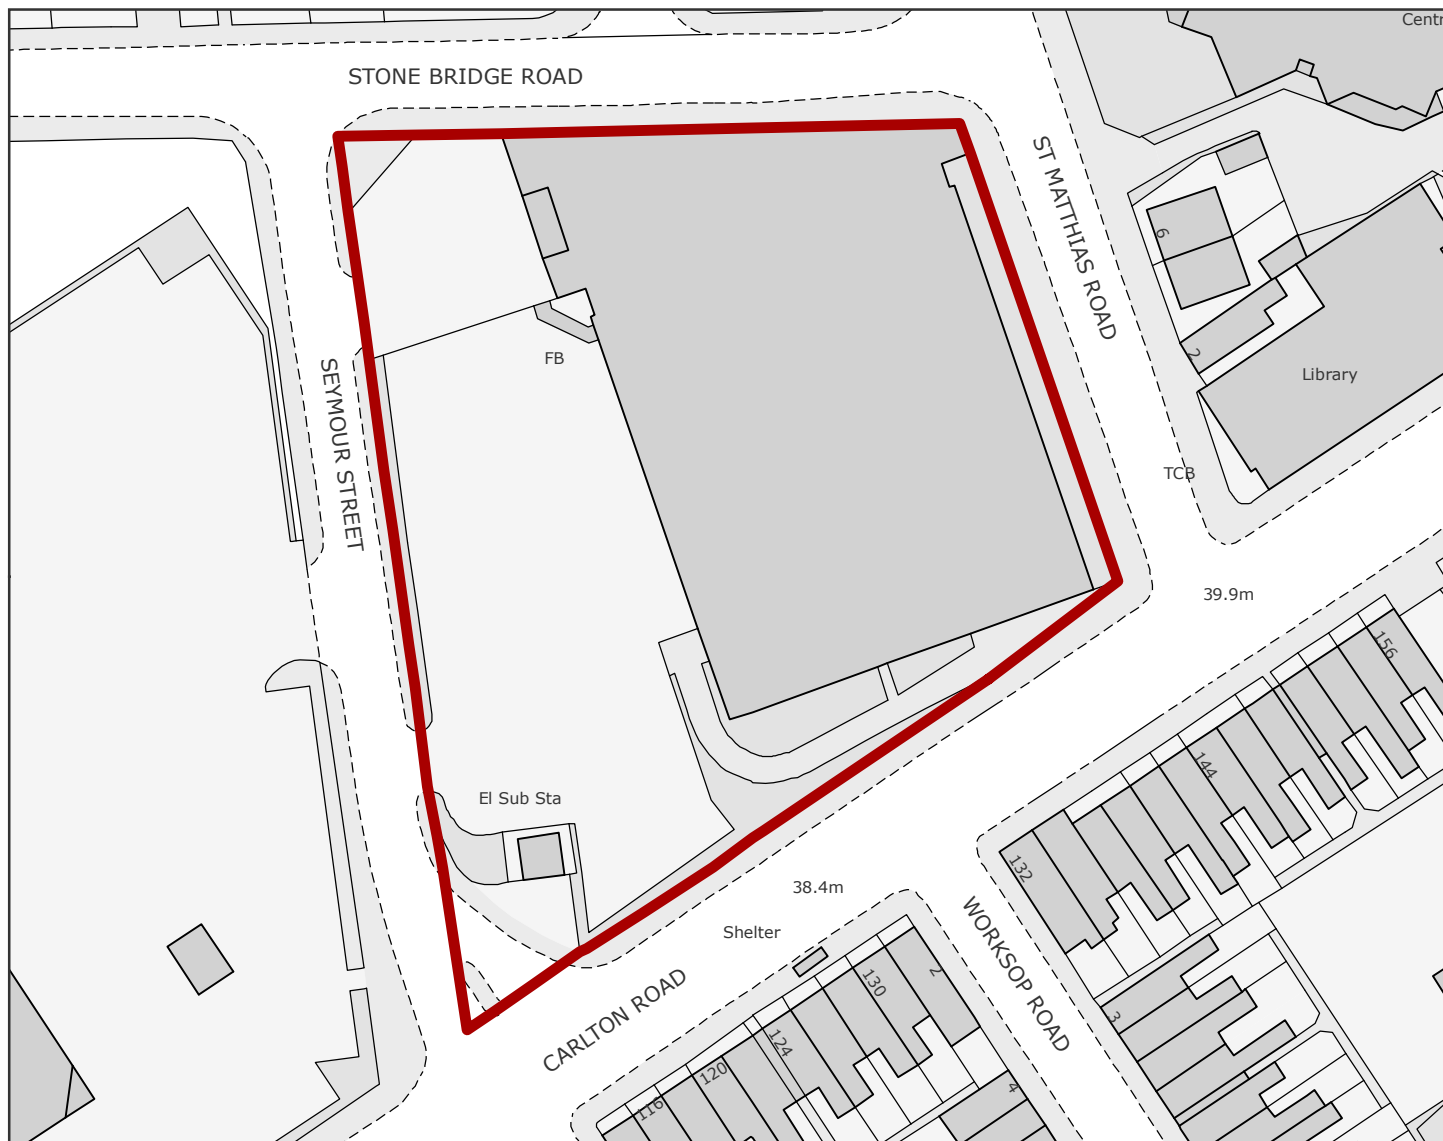 Centr
STONE BRIDGE ROAD
ST MATTHIAS ROAD
6
2
Library
FB
SEYMOUR STREET
TCB
39.9m
156
144
132
El Sub Sta
38.4m
Shelter
WORKSOP ROAD
CARLTON ROAD
2
130
124
120
116
3
4